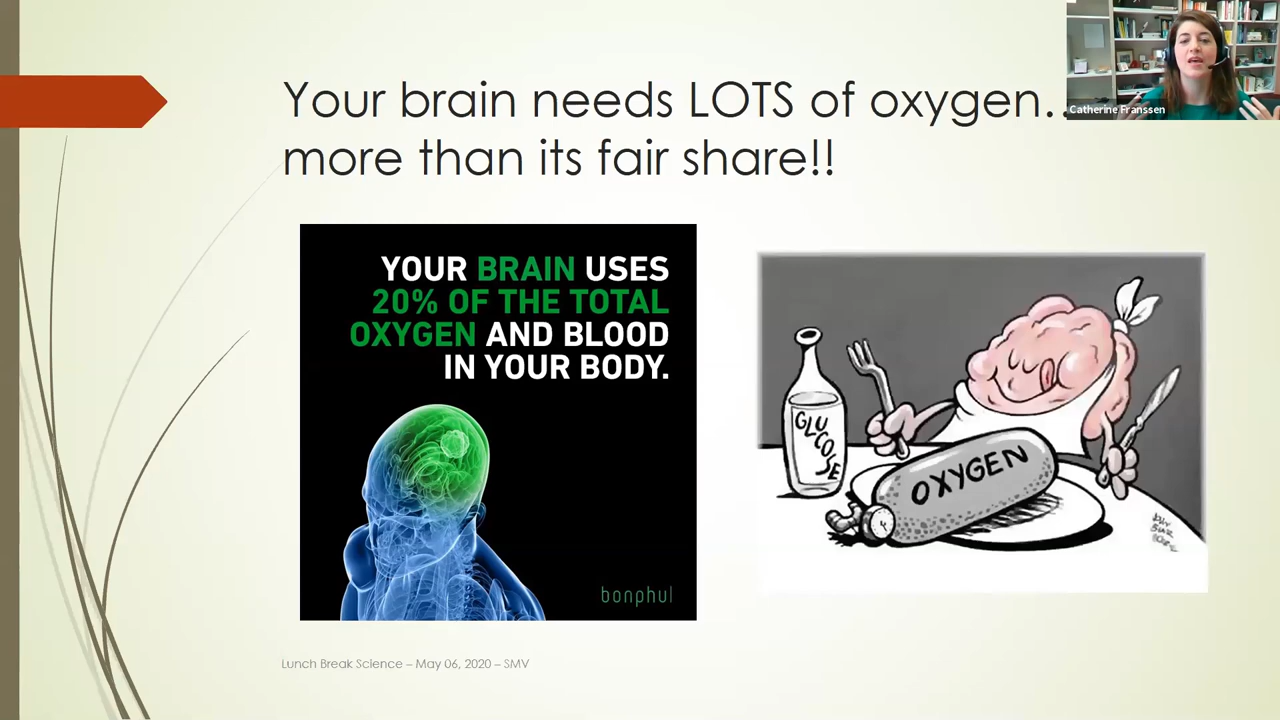 Your brain needs LOTS of oxygen..
more than its fair share!!
Catherine Franssen
YOUR BRAIN USES
20% OF THE TOTAL
OXYGEN AND BLOOD
IN YOUR BODY.
bonphul
GLUCOSE
OXYGEN
Lunch Break Science – May 06, 2020 – SMV